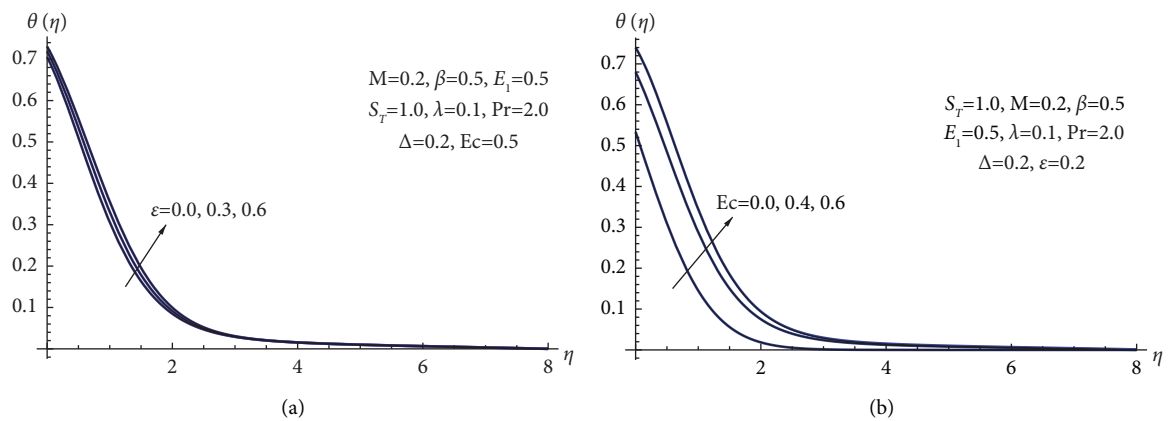 θ (η)
0.7
0.6
0.5
0.4
0.3
0.2
0.1
2
4
6
8
η
M=0.2, β=0.5, E₁=0.5
S_T=1.0, λ=0.1, Pr=2.0
Δ=0.2, Ec=0.5
ε=0.0, 0.3, 0.6
(a)
θ (η)
0.7
0.6
0.5
0.4
0.3
0.2
0.1
2
4
6
8
η
S_T=1.0, M=0.2, β=0.5
E₁=0.5, λ=0.1, Pr=2.0
Δ=0.2, ε=0.2
Ec=0.0, 0.4, 0.6
(b)